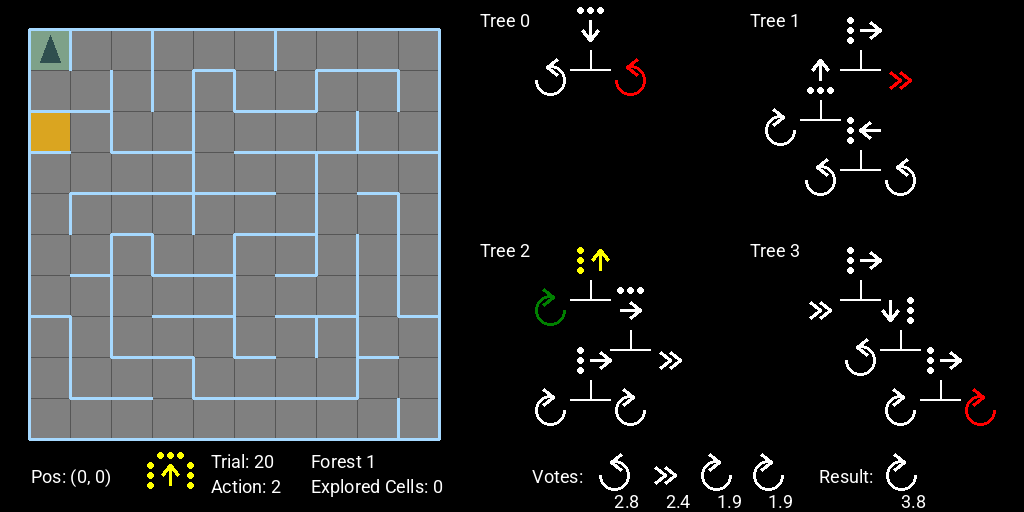 Tree 0
Tree 1
Tree 2
Tree 3
Pos: (0, 0)
Trial: 20
Forest 1
Action: 2
Explored Cells: 0
Votes:
2.8
2.4
1.9
1.9
Result:
3.8